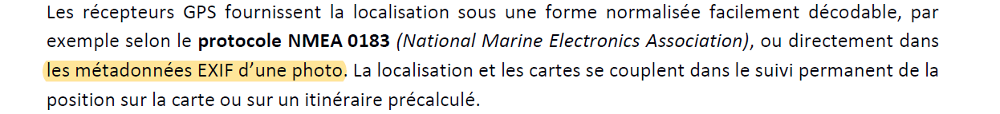 Les récepteurs GPS fournissent la localisation sous une forme normalisée facilement décodable, par
exemple selon le protocole NMEA 0183 (National Marine Electronics Association), ou directement dans
les métadonnées EXIF d’une photo. La localisation et les cartes se couplent dans le suivi permanent de la
position sur la carte ou sur un itinéraire précalculé.